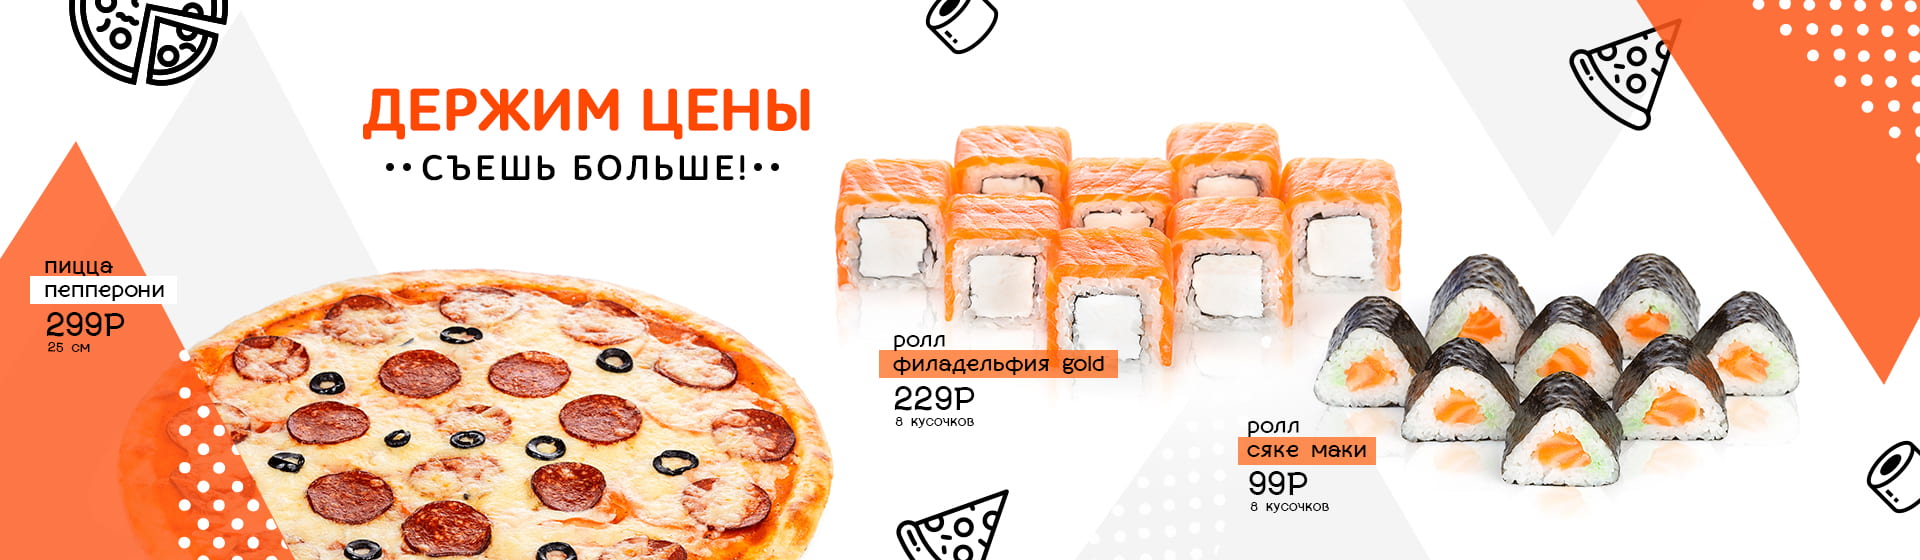 ДЕРЖИМ ЦЕНЫ
••СЪЕШЬ БОЛЬШЕ!••
пицца
пепперони
299Р
25 см
ролл
филадельфия gold
229Р
8 кусочков
ролл
сяке маки
99Р
8 кусочков